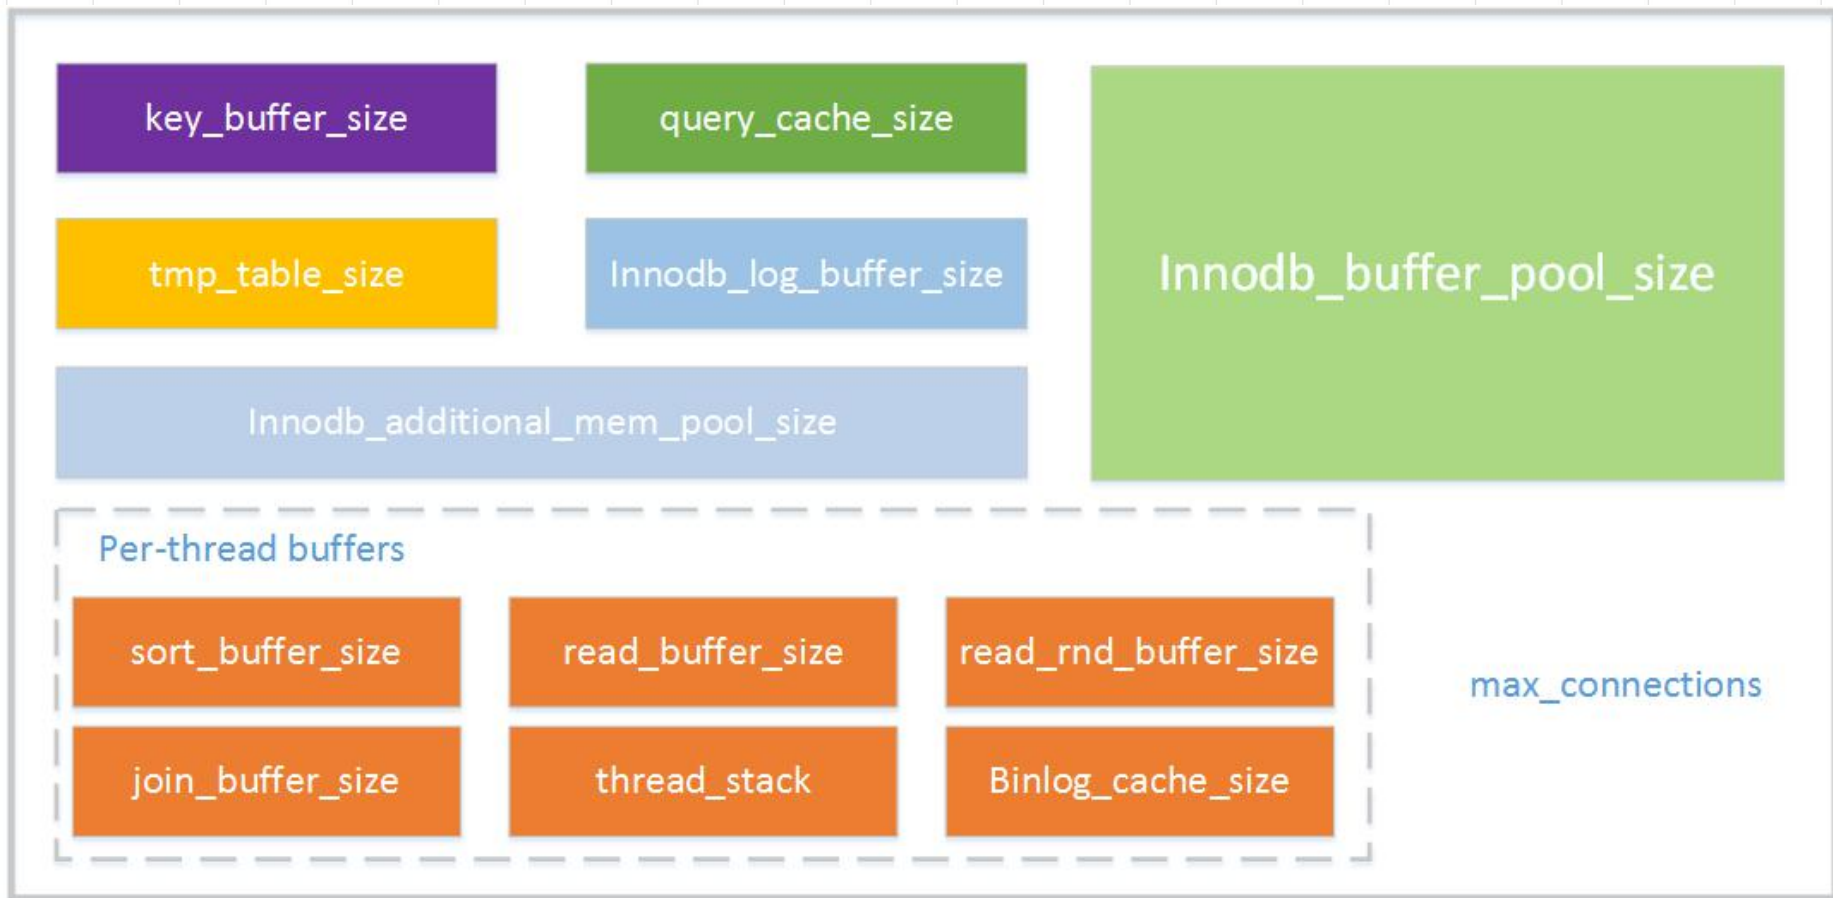 key_buffer_size
query_cache_size
Innodb_buffer_pool_size
tmp_table_size
Innodb_log_buffer_size
Innodb_additional_mem_pool_size
Per-thread buffers
sort_buffer_size
read_buffer_size
read_rnd_buffer_size
max_connections
join_buffer_size
thread_stack
Binlog_cache_size